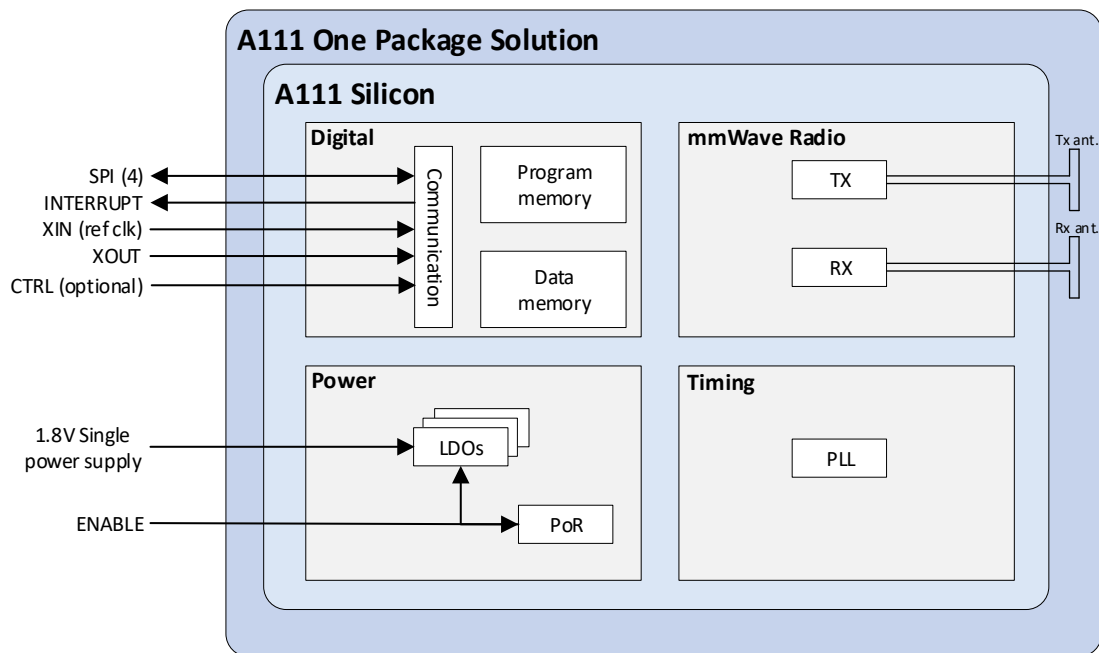 A111 One Package Solution
A111 Silicon
Digital
mmWave Radio
Tx ant.
SPI (4)
INTERRUPT
XIN (ref clk)
XOUT
CTRL (optional)
Communication
Program
memory
Data
memory
TX
RX
Rx ant.
Power
Timing
1.8V Single
power supply
LDOs
PLL
ENABLE
PoR